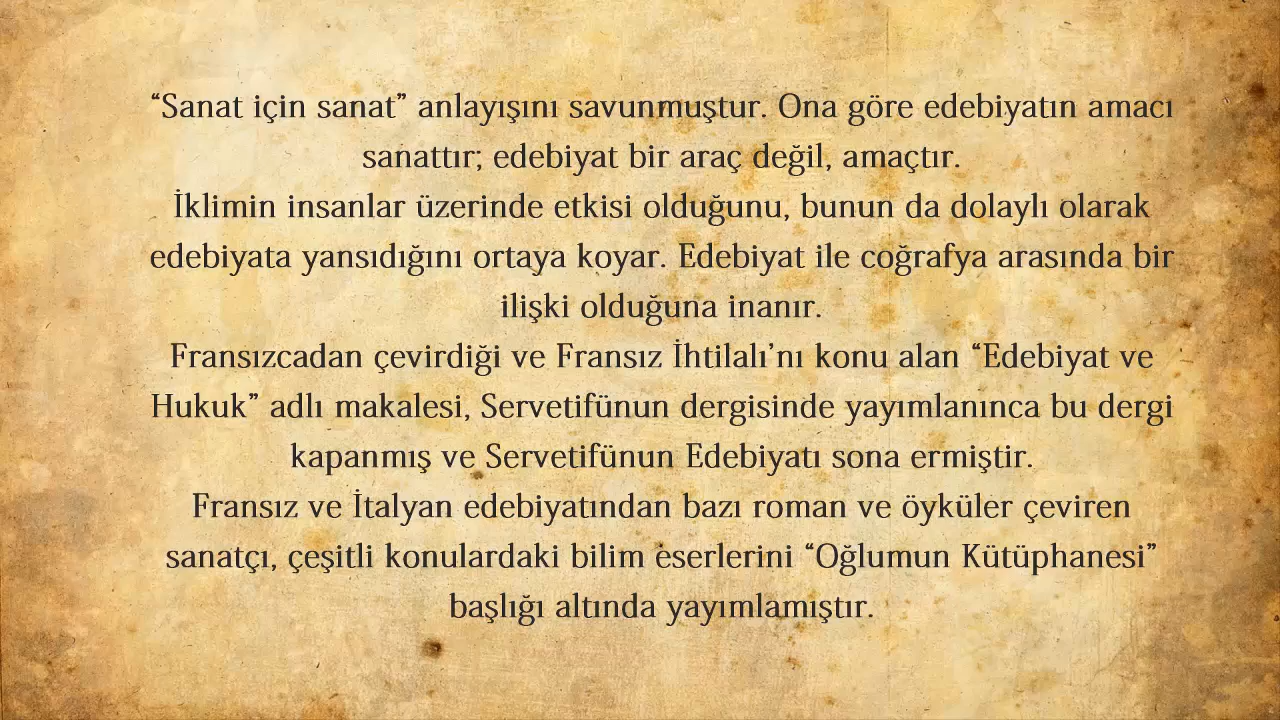 “Sanat için sanat” anlayışını savunmuştur. Ona göre edebiyatın amacı
sanattır; edebiyat bir araç değil, amaçtır.
İklimin insanlar üzerinde etkisi olduğunu, bunun da dolaylı olarak
edebiyata yansıdığını ortaya koyar. Edebiyat ile coğrafya arasında bir
ilişki olduğuna inanır.
Fransızcadan çevirdiği ve Fransız İhtilalı’nı konu alan “Edebiyat ve
Hukuk” adlı makalesi, Servetifünun dergisinde yayımlanınca bu dergi
kapanmış ve Servetifünun Edebiyatı sona ermiştir.
Fransız ve İtalyan edebiyatından bazı roman ve öyküler çeviren
sanatçı, çeşitli konulardaki bilim eserlerini “Oğlumun Kütüphanesi”
başlığı altında yayımlamıştır.